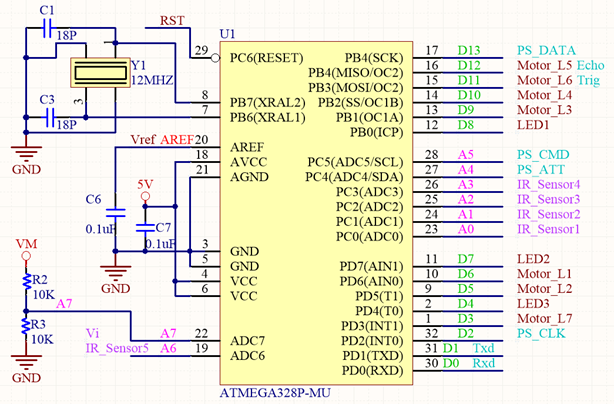 C1
18P
Y1
12MHZ
3
C3
18P
GND
RST
Vref AREF
C6
0.1uF
5V
C7
0.1uF
GND
VM
R2
10K
A7
R3
10K
GND
Vi A7
IR_Sensor5 A6
U1
29 PC6(RESET)
8 PB7(XRAL2)
7 PB6(XRAL1)
20 AREF
18 AVCC
21 AGND
3 GND
5 GND
4 VCC
6 VCC
22 ADC7
19 ADC6
PB4(SCK) 17 D13 PS_DATA
PB4(MISO/OC2) 16 D12 Motor_L5 Echo
PB3(MOSI/OC2) 15 D11 Motor_L6 Trig
PB2(SS/OC1B) 14 D10 Motor_L4
PB1(OC1A) 13 D9 Motor_L3
PB0(ICP) 12 D8 LED1
PC5(ADC5/SCL) 28 A5 PS_CMD
PC4(ADC4/SDA) 27 A4 PS_ATT
PC3(ADC3) 26 A3 IR_Sensor4
PC2(ADC2) 25 A2 IR_Sensor3
PC1(ADC1) 24 A1 IR_Sensor2
PC0(ADC0) 23 A0 IR_Sensor1
PD7(AIN1) 11 D7 LED2
PD6(AIN0) 10 D6 Motor_L1
PD5(T1) 9 D5 Motor_L2
PD4(T0) 2 D4 LED3
PD3(INT1) 1 D3 Motor_L7
PD2(INT0) 32 D2 PS_CLK
PD1(TXD) 31 D1 Txd
PD0(RXD) 30 D0 Rxd
ATMEGA328P-MU